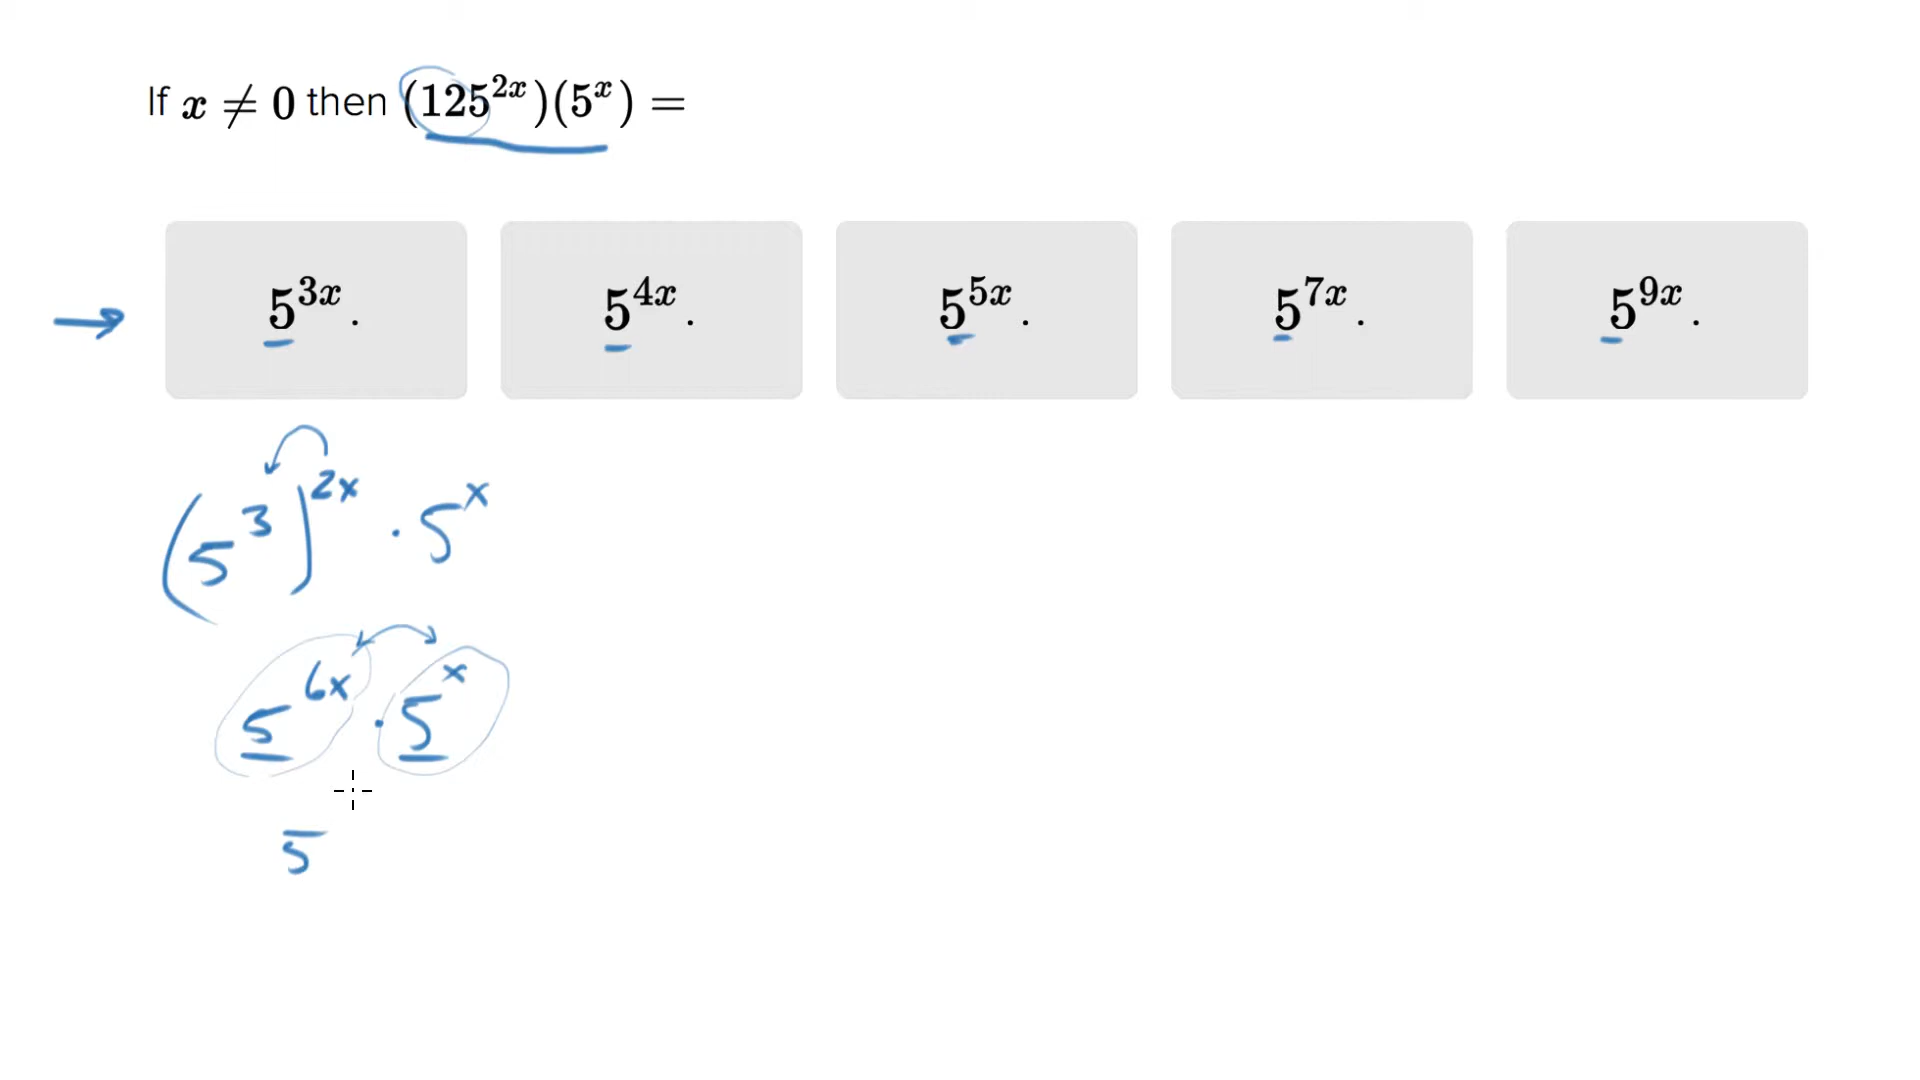 If x ≠ 0 then (125^{2x})(5^x) =
5^{3x}. 5^{4x}. 5^{5x}. 5^{7x}. 5^{9x}.
(5^3)^{2x} · 5^x
5^{6x} · 5^x
5